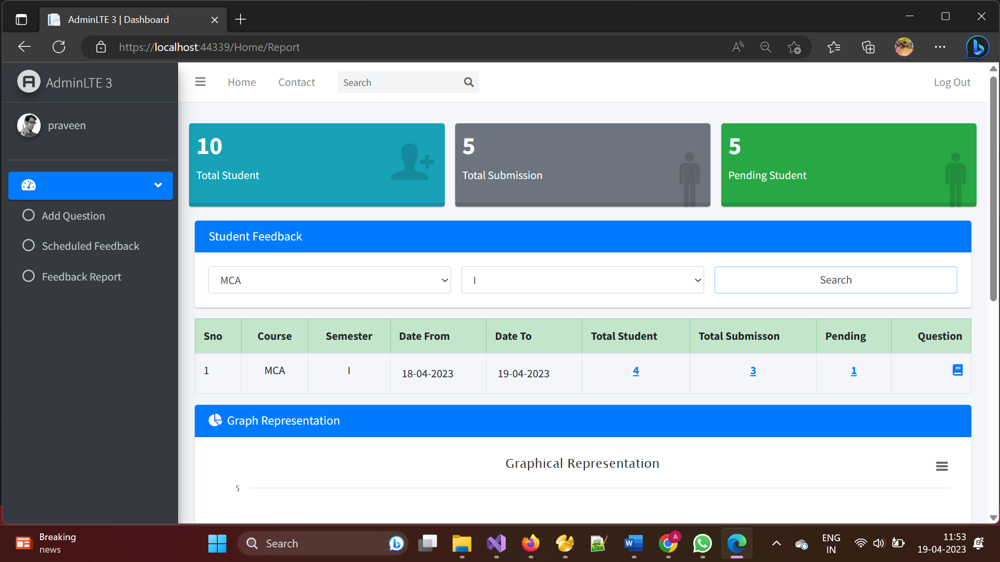 AdminLTE 3 | Dashboard
https://localhost:44339/Home/Report
AdminLTE 3
Home
Contact
Search
Log Out
praveen
Add Question
Scheduled Feedback
Feedback Report
10
Total Student
5
Total Submission
5
Pending Student
Student Feedback
MCA
I
Search
Sno Course Semester Date From Date To Total Student Total Submisson Pending Question
1 MCA I 18-04-2023 19-04-2023 4 3 1
Graph Representation
Graphical Representation
5
Breaking
news
Search
A
ENG
IN
11:53
19-04-2023